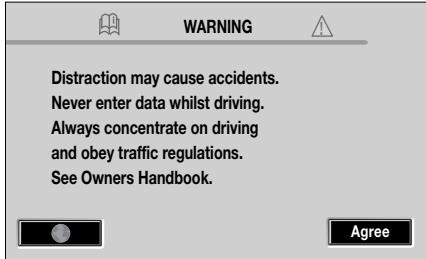 WARNING
Distraction may cause accidents.
Never enter data whilst driving.
Always concentrate on driving
and obey traffic regulations.
See Owners Handbook.
Agree